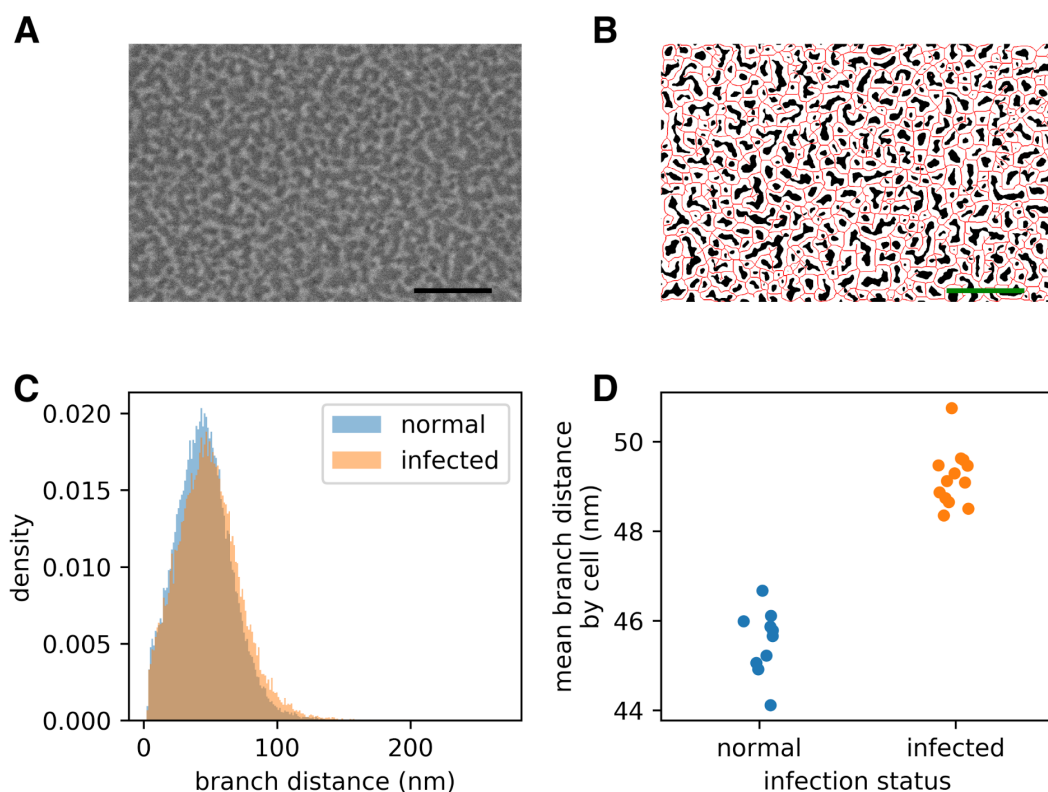 A
B
C
density
0.020
0.015
0.010
0.005
0.000
normal
infected
0
100
200
branch distance (nm)
D
mean branch distance
by cell (nm)
50
48
46
44
normal
infected
infection status